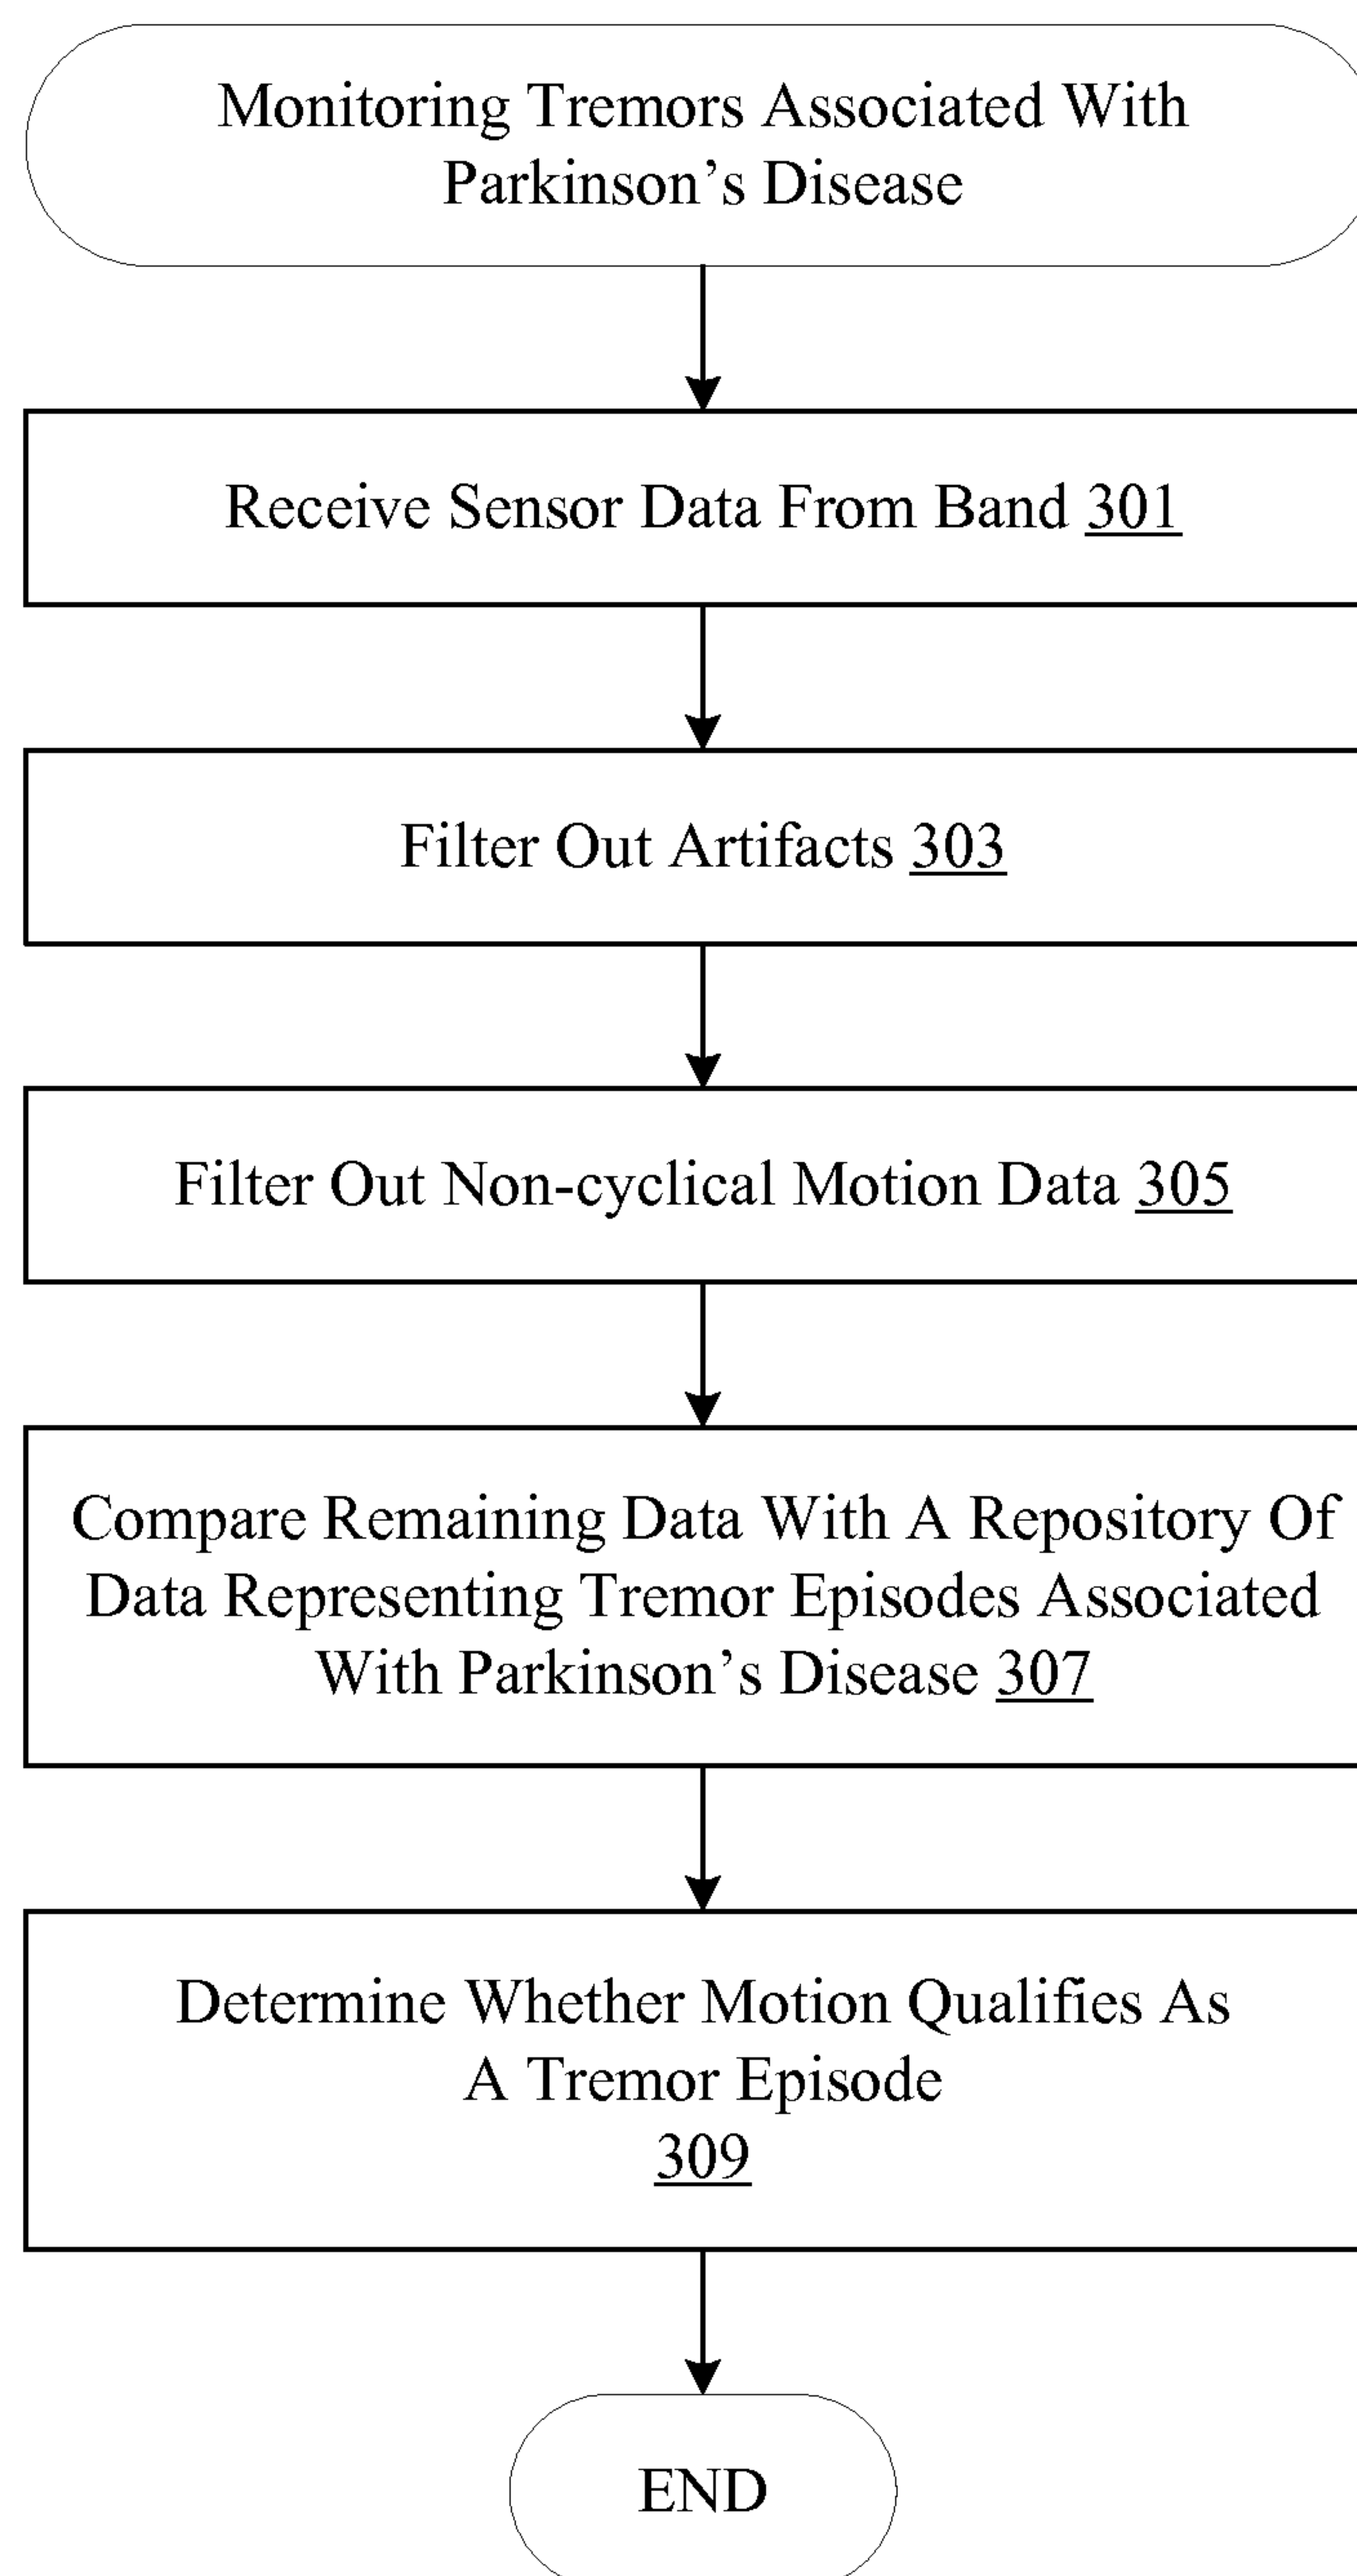 Monitoring Tremors Associated With
Parkinson’s Disease
Receive Sensor Data From Band 301
Filter Out Artifacts 303
Filter Out Non-cyclical Motion Data 305
Compare Remaining Data With A Repository Of
Data Representing Tremor Episodes Associated
With Parkinson’s Disease 307
Determine Whether Motion Qualifies As
A Tremor Episode
309
END